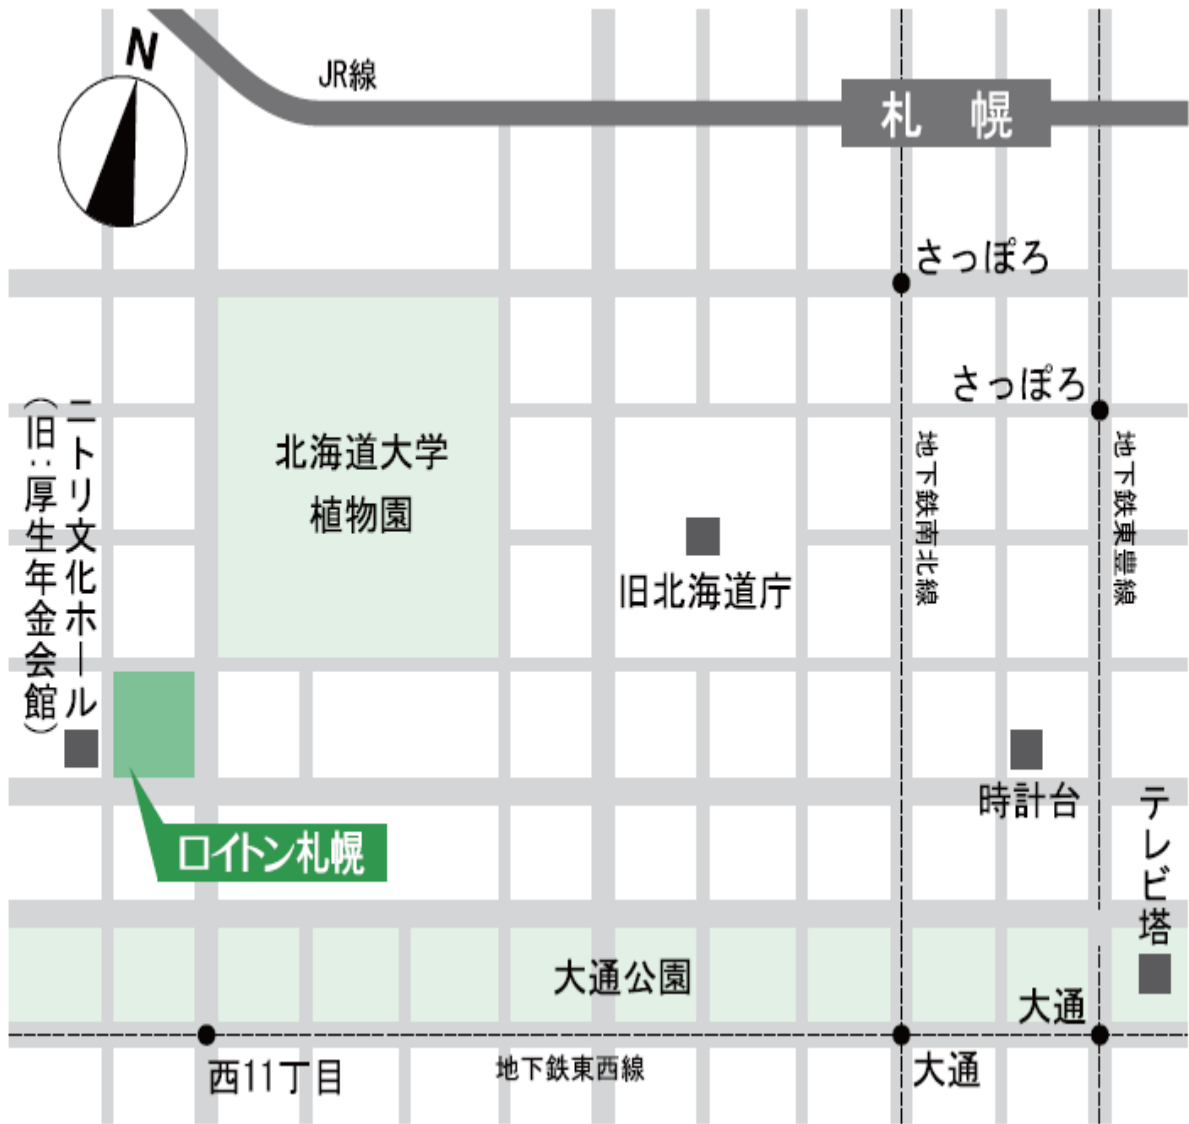 N
JR線
札 幌
さっぽろ
さっぽろ
ニトリ文化ホール
（旧：厚生年金会館）
北海道大学
植物園
地下鉄南北線
地下鉄東豊線
旧北海道庁
時計台
テレビ塔
ロイトン札幌
大通公園
大通
西11丁目
地下鉄東西線
大通